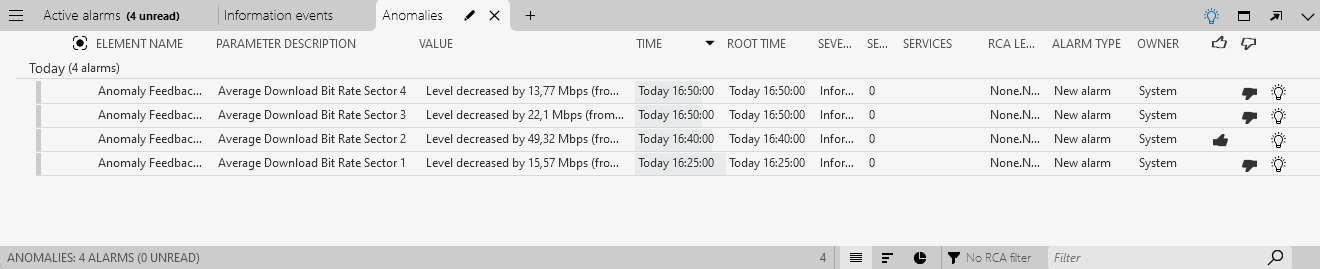 Active alarms (4 unread) Information events Anomalies
ELEMENT NAME PARAMETER DESCRIPTION VALUE TIME ROOT TIME SEVE... SE... SERVICES RCA LE... ALARM TYPE OWNER
Today (4 alarms)
Anomaly Feedbac... Average Download Bit Rate Sector 4 Level decreased by 13,77 Mbps (fro... Today 16:50:00 Today 16:50:00 Infor... 0 None.N... New alarm System
Anomaly Feedbac... Average Download Bit Rate Sector 3 Level decreased by 22,1 Mbps (from... Today 16:50:00 Today 16:50:00 Infor... 0 None.N... New alarm System
Anomaly Feedbac... Average Download Bit Rate Sector 2 Level decreased by 49,32 Mbps (fro... Today 16:40:00 Today 16:40:00 Infor... 0 None.N... New alarm System
Anomaly Feedbac... Average Download Bit Rate Sector 1 Level decreased by 15,57 Mbps (fro... Today 16:25:00 Today 16:25:00 Infor... 0 None.N... New alarm System
ANOMALIES: 4 ALARMS (0 UNREAD) 4 No RCA filter Filter